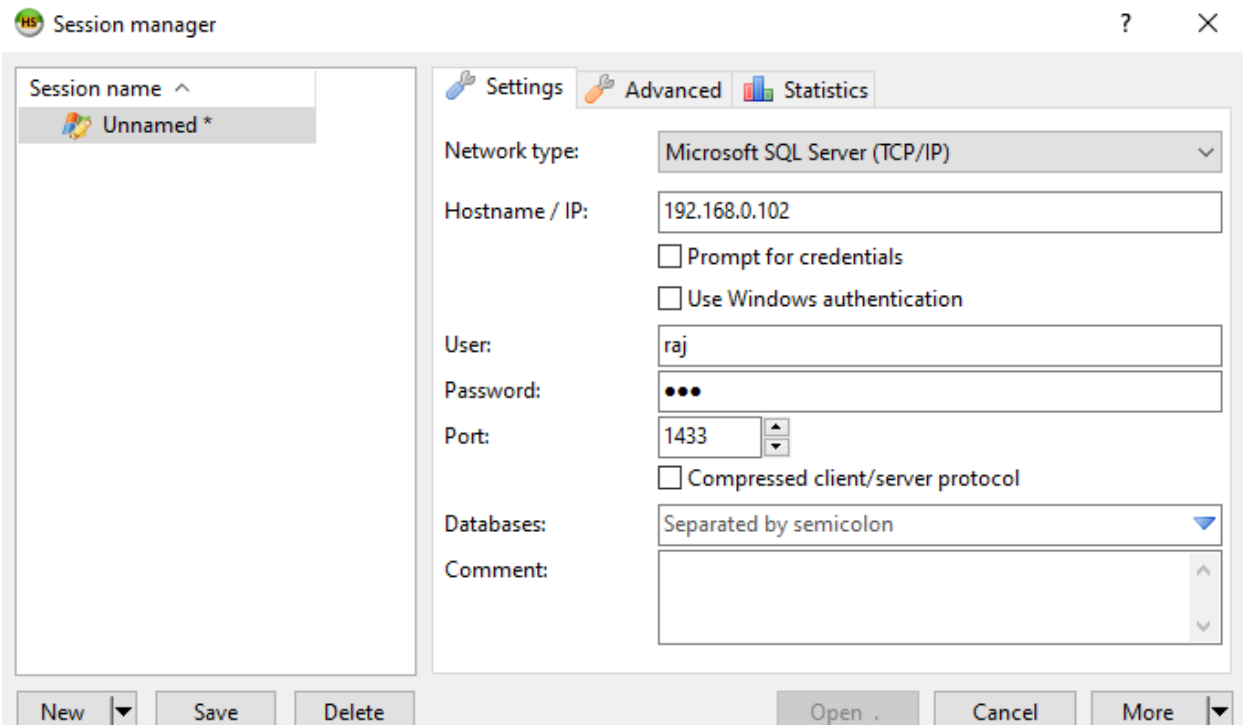 HS Session manager ? ×
Session name
Unnamed *
Settings Advanced Statistics
Network type: Microsoft SQL Server (TCP/IP)
Hostname / IP: 192.168.0.102
Prompt for credentials
Use Windows authentication
User: raj
Password: •••
Port: 1433
Compressed client/server protocol
Databases: Separated by semicolon
Comment:
New Save Delete Open . Cancel More